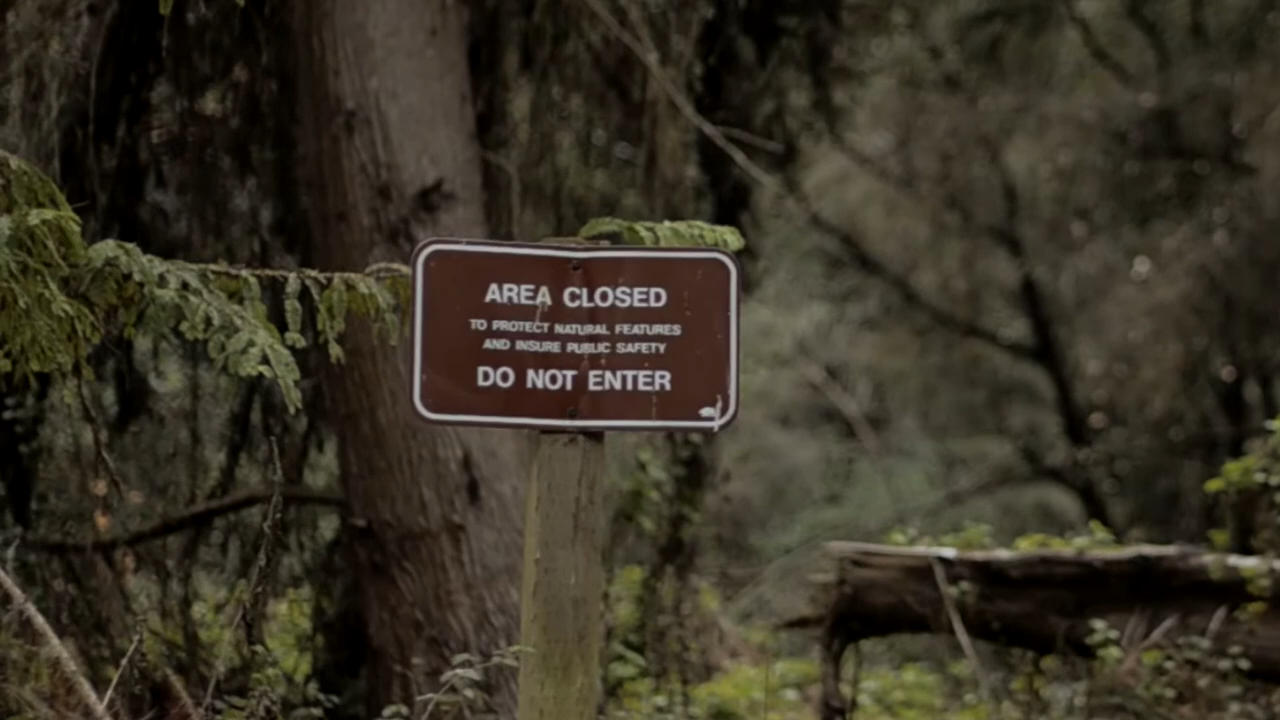 AREA CLOSED
TO PROTECT NATURAL FEATURES
AND INSURE PUBLIC SAFETY
DO NOT ENTER